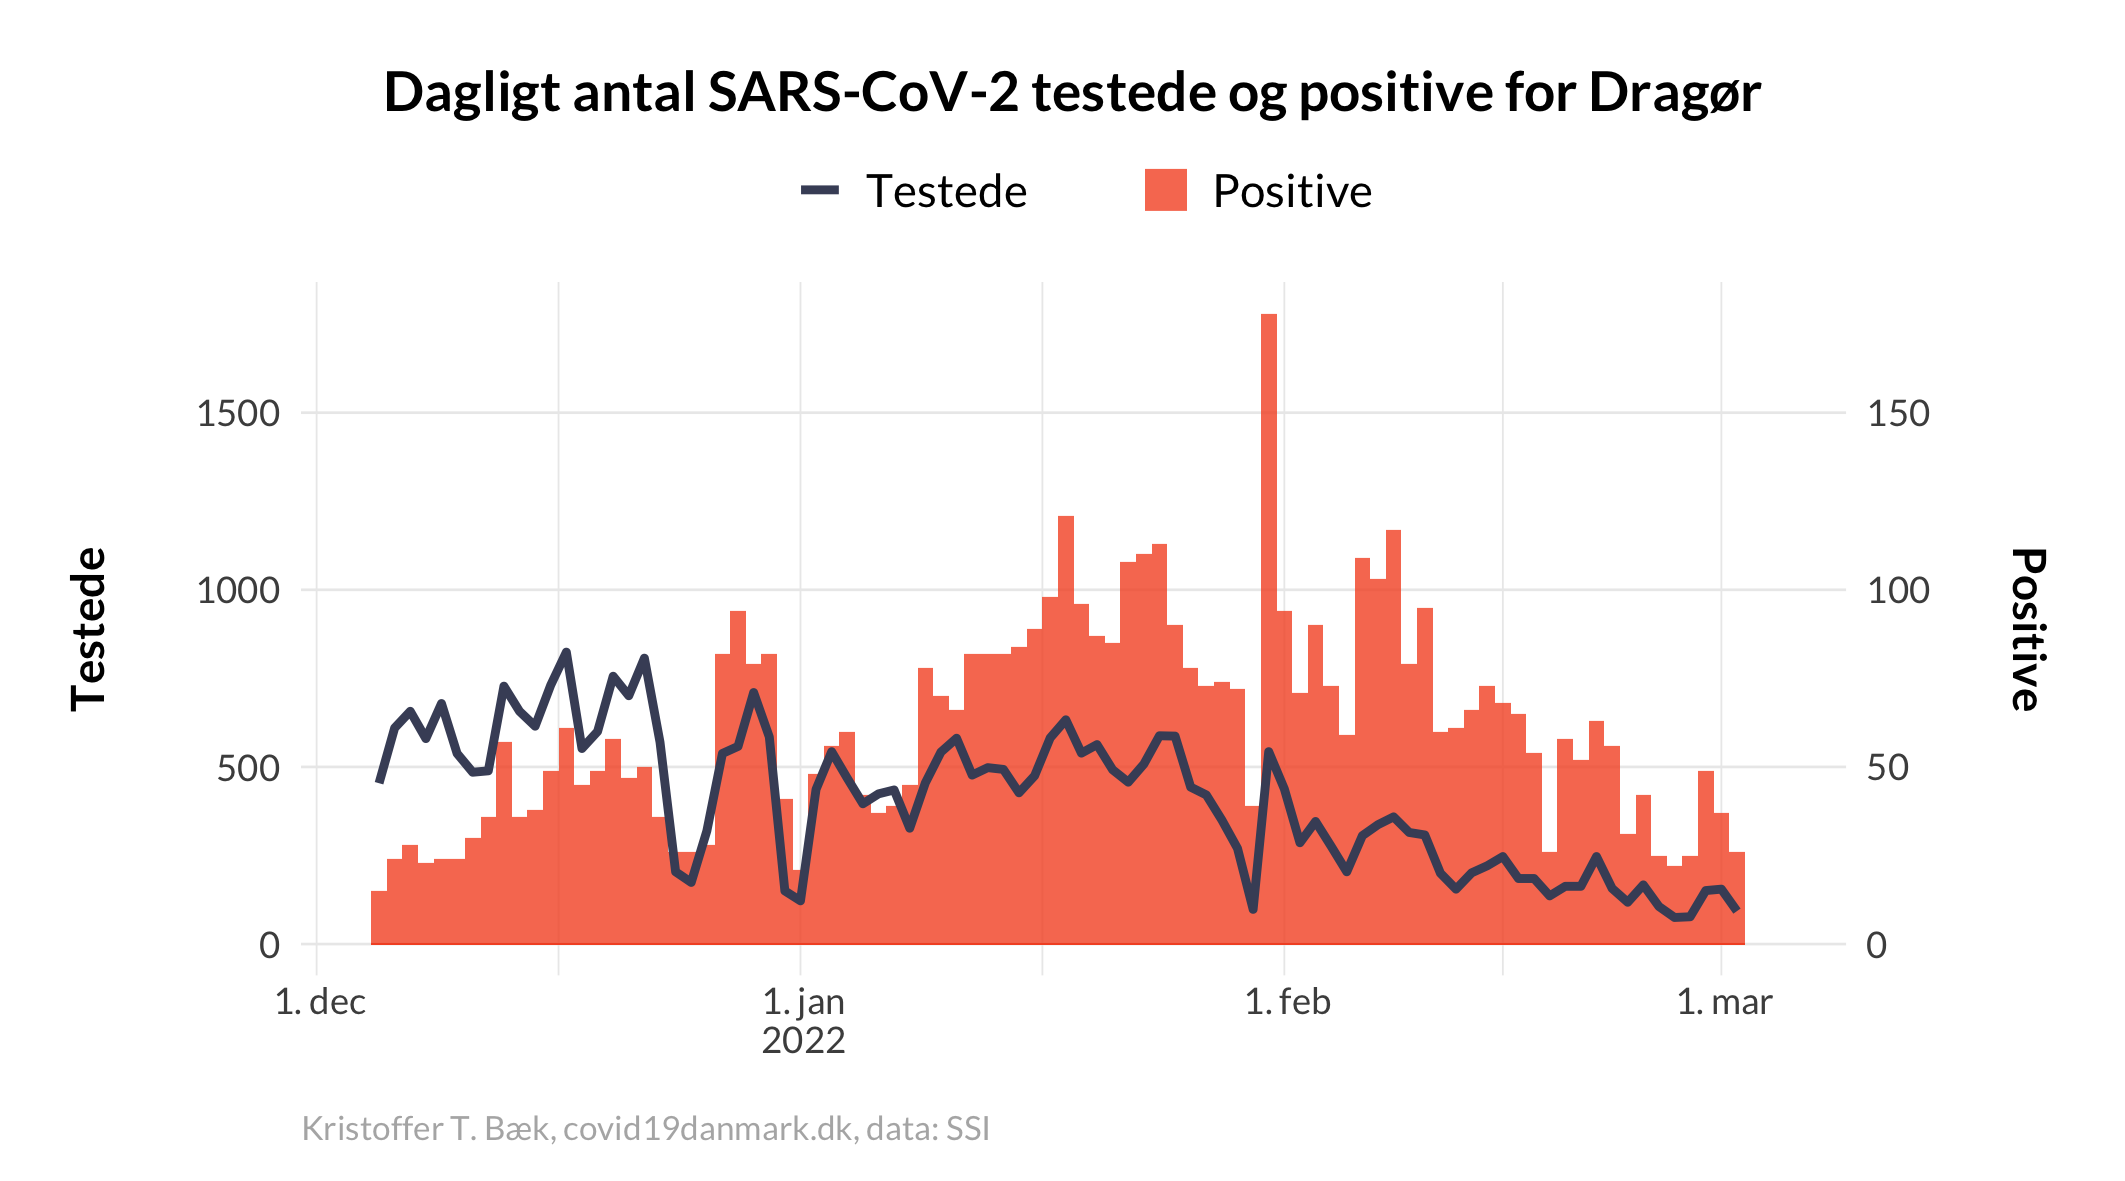 Dagligt antal SARS-CoV-2 testede og positive for Dragør
Testede
Positive
Testede
1500
1000
500
0
150
100
50
0
Positive
1. dec
1. jan
2022
1. feb
1. mar
Kristoffer T. Bæk, covid19danmark.dk, data: SSI